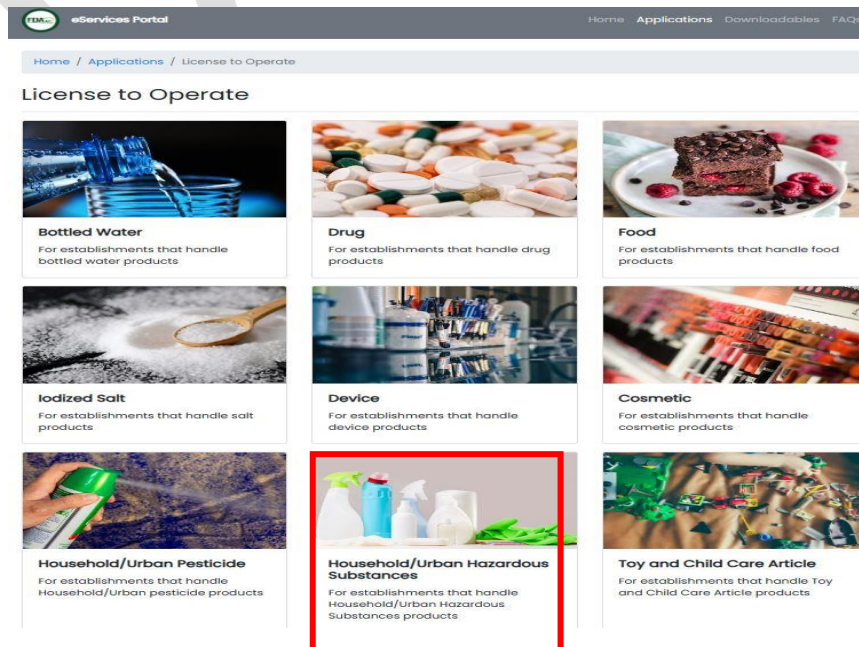 FDA
eServices Portal
Home Applications Downloadables FAQs
Home / Applications / License to Operate
License to Operate
Bottled Water
For establishments that handle
bottled water products
Drug
For establishments that handle drug
products
Food
For establishments that handle food
products
Iodized Salt
For establishments that handle salt
products
Device
For establishments that handle
device products
Cosmetic
For establishments that handle
cosmetic products
Household/Urban Pesticide
For establishments that handle
Household/Urban pesticide products
Household/Urban Hazardous
Substances
For establishments that handle
Household/Urban Hazardous
Substances products
Toy and Child Care Article
For establishments that handle Toy
and Child Care Article products